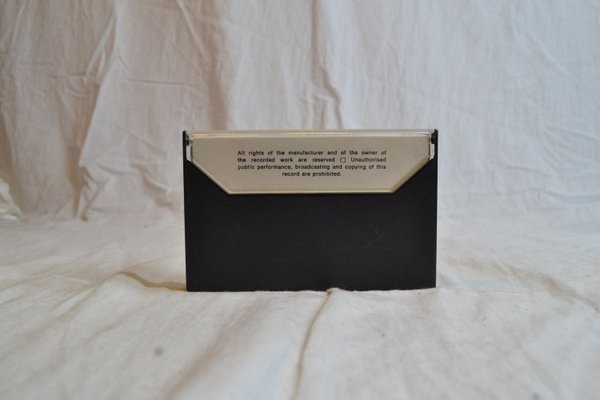 All rights of the manufacturer and of the owner of
the recorded work are reserved ▢ Unauthorised
public performance, broadcasting and copying of this
record are prohibited.